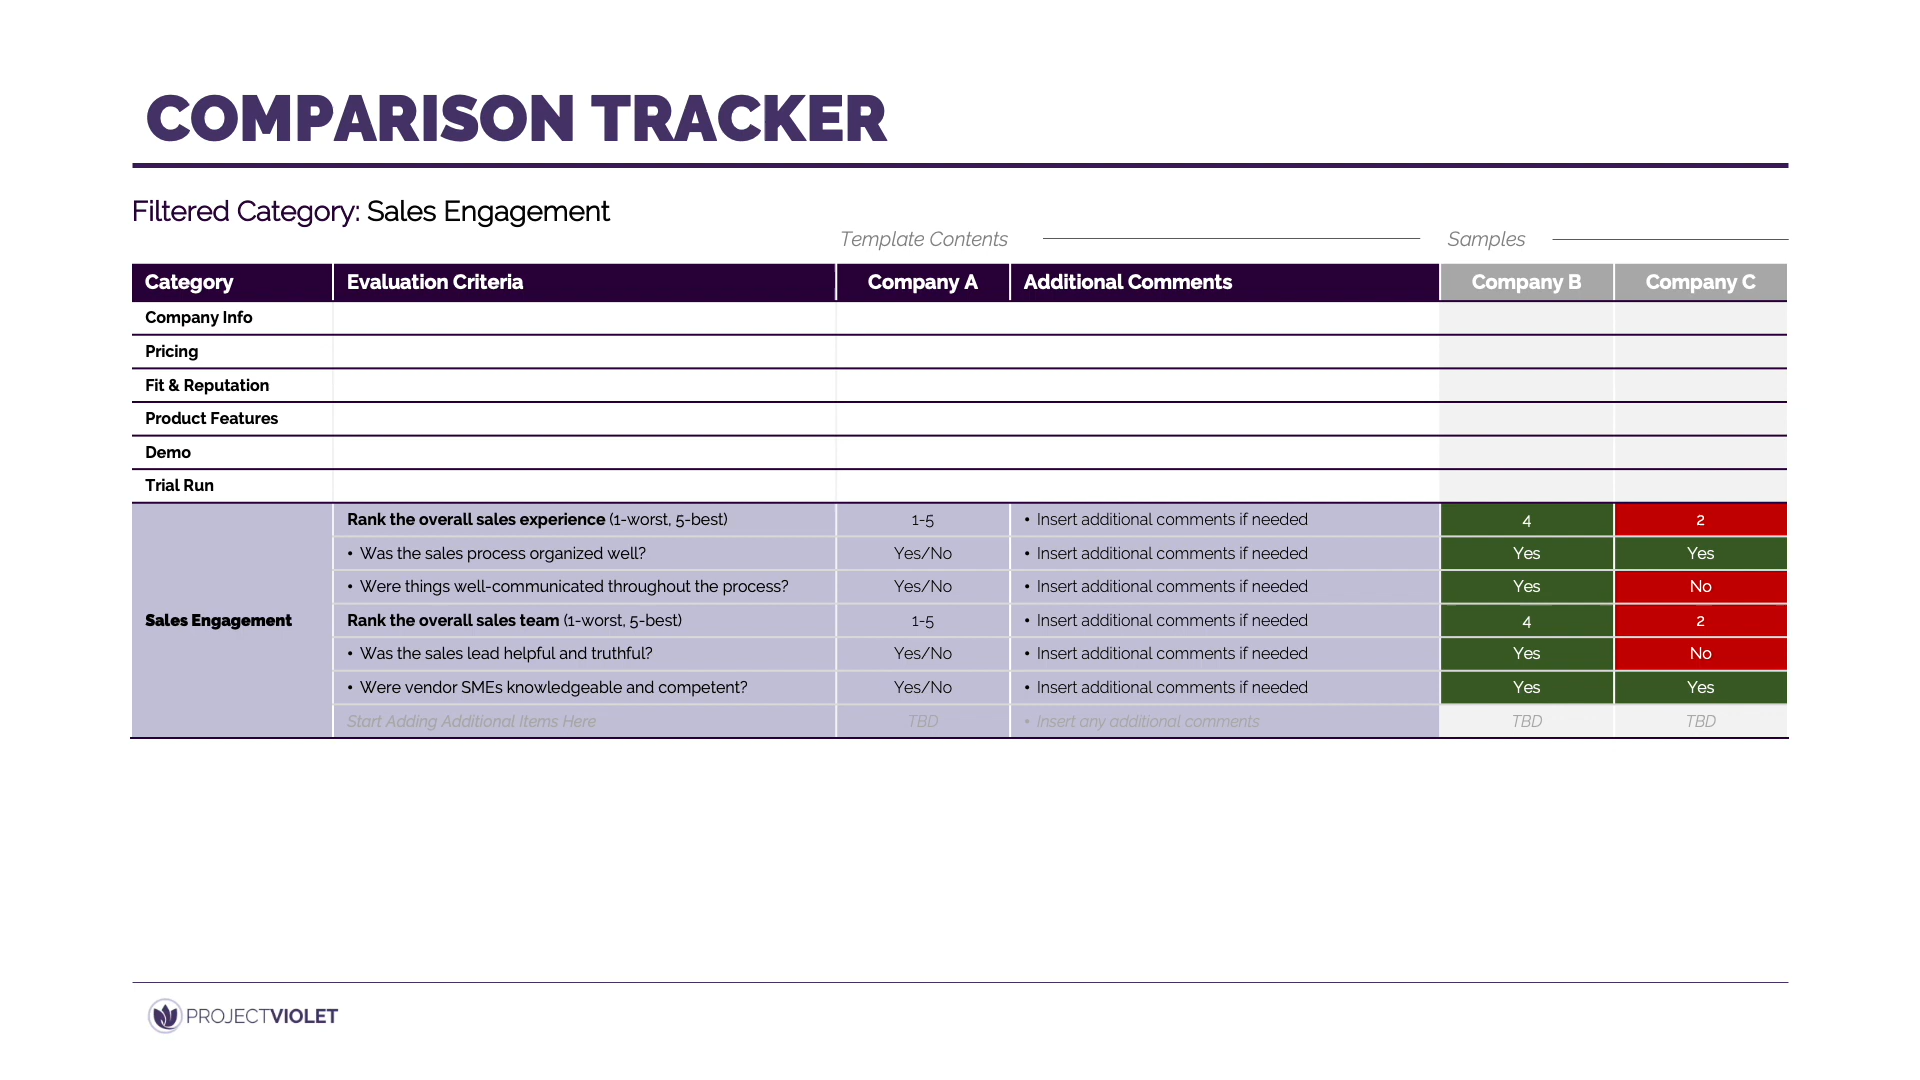 COMPARISON TRACKER
Filtered Category: Sales Engagement
Template Contents Samples
Category Evaluation Criteria Company A Additional Comments Company B Company C
Company Info
Pricing
Fit & Reputation
Product Features
Demo
Trial Run
Rank the overall sales experience (1-worst, 5-best) 1-5 • Insert additional comments if needed 4 2
• Was the sales process organized well? Yes/No • Insert additional comments if needed Yes Yes
• Were things well-communicated throughout the process? Yes/No • Insert additional comments if needed Yes No
Sales Engagement Rank the overall sales team (1-worst, 5-best) 1-5 • Insert additional comments if needed 4 2
• Was the sales lead helpful and truthful? Yes/No • Insert additional comments if needed Yes No
• Were vendor SMEs knowledgeable and competent? Yes/No • Insert additional comments if needed Yes Yes
Start Adding Additional Items Here TBD • Insert any additional comments TBD TBD
PROJECTVIOLET